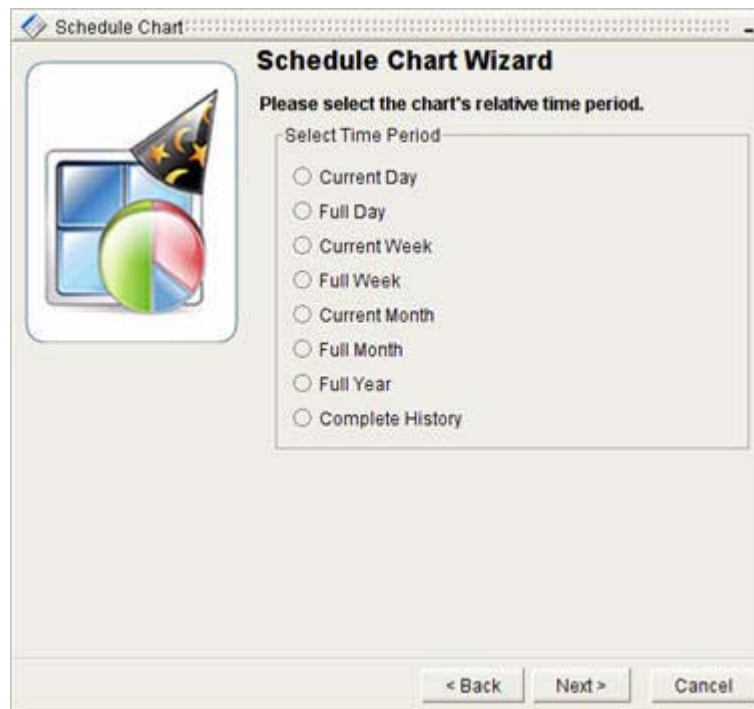 Schedule Chart
Schedule Chart Wizard
Please select the chart's relative time period.
Select Time Period
Current Day
Full Day
Current Week
Full Week
Current Month
Full Month
Full Year
Complete History
< Back
Next >
Cancel